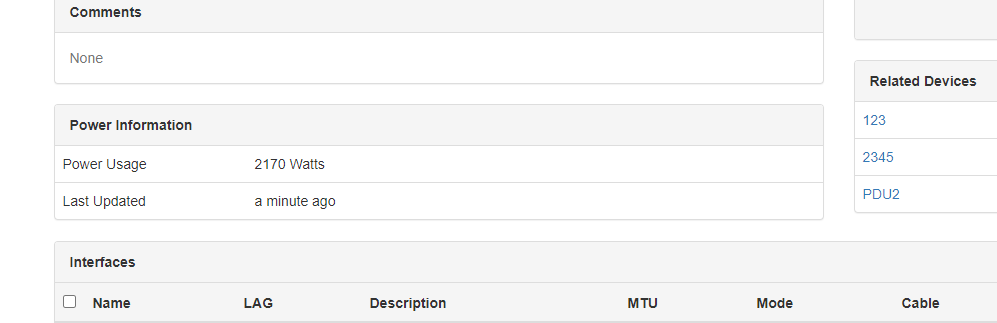 Comments
None
Related Devices
123
2345
PDU2
Power Information
Power Usage 2170 Watts
Last Updated a minute ago
Interfaces
Name LAG Description MTU Mode Cable